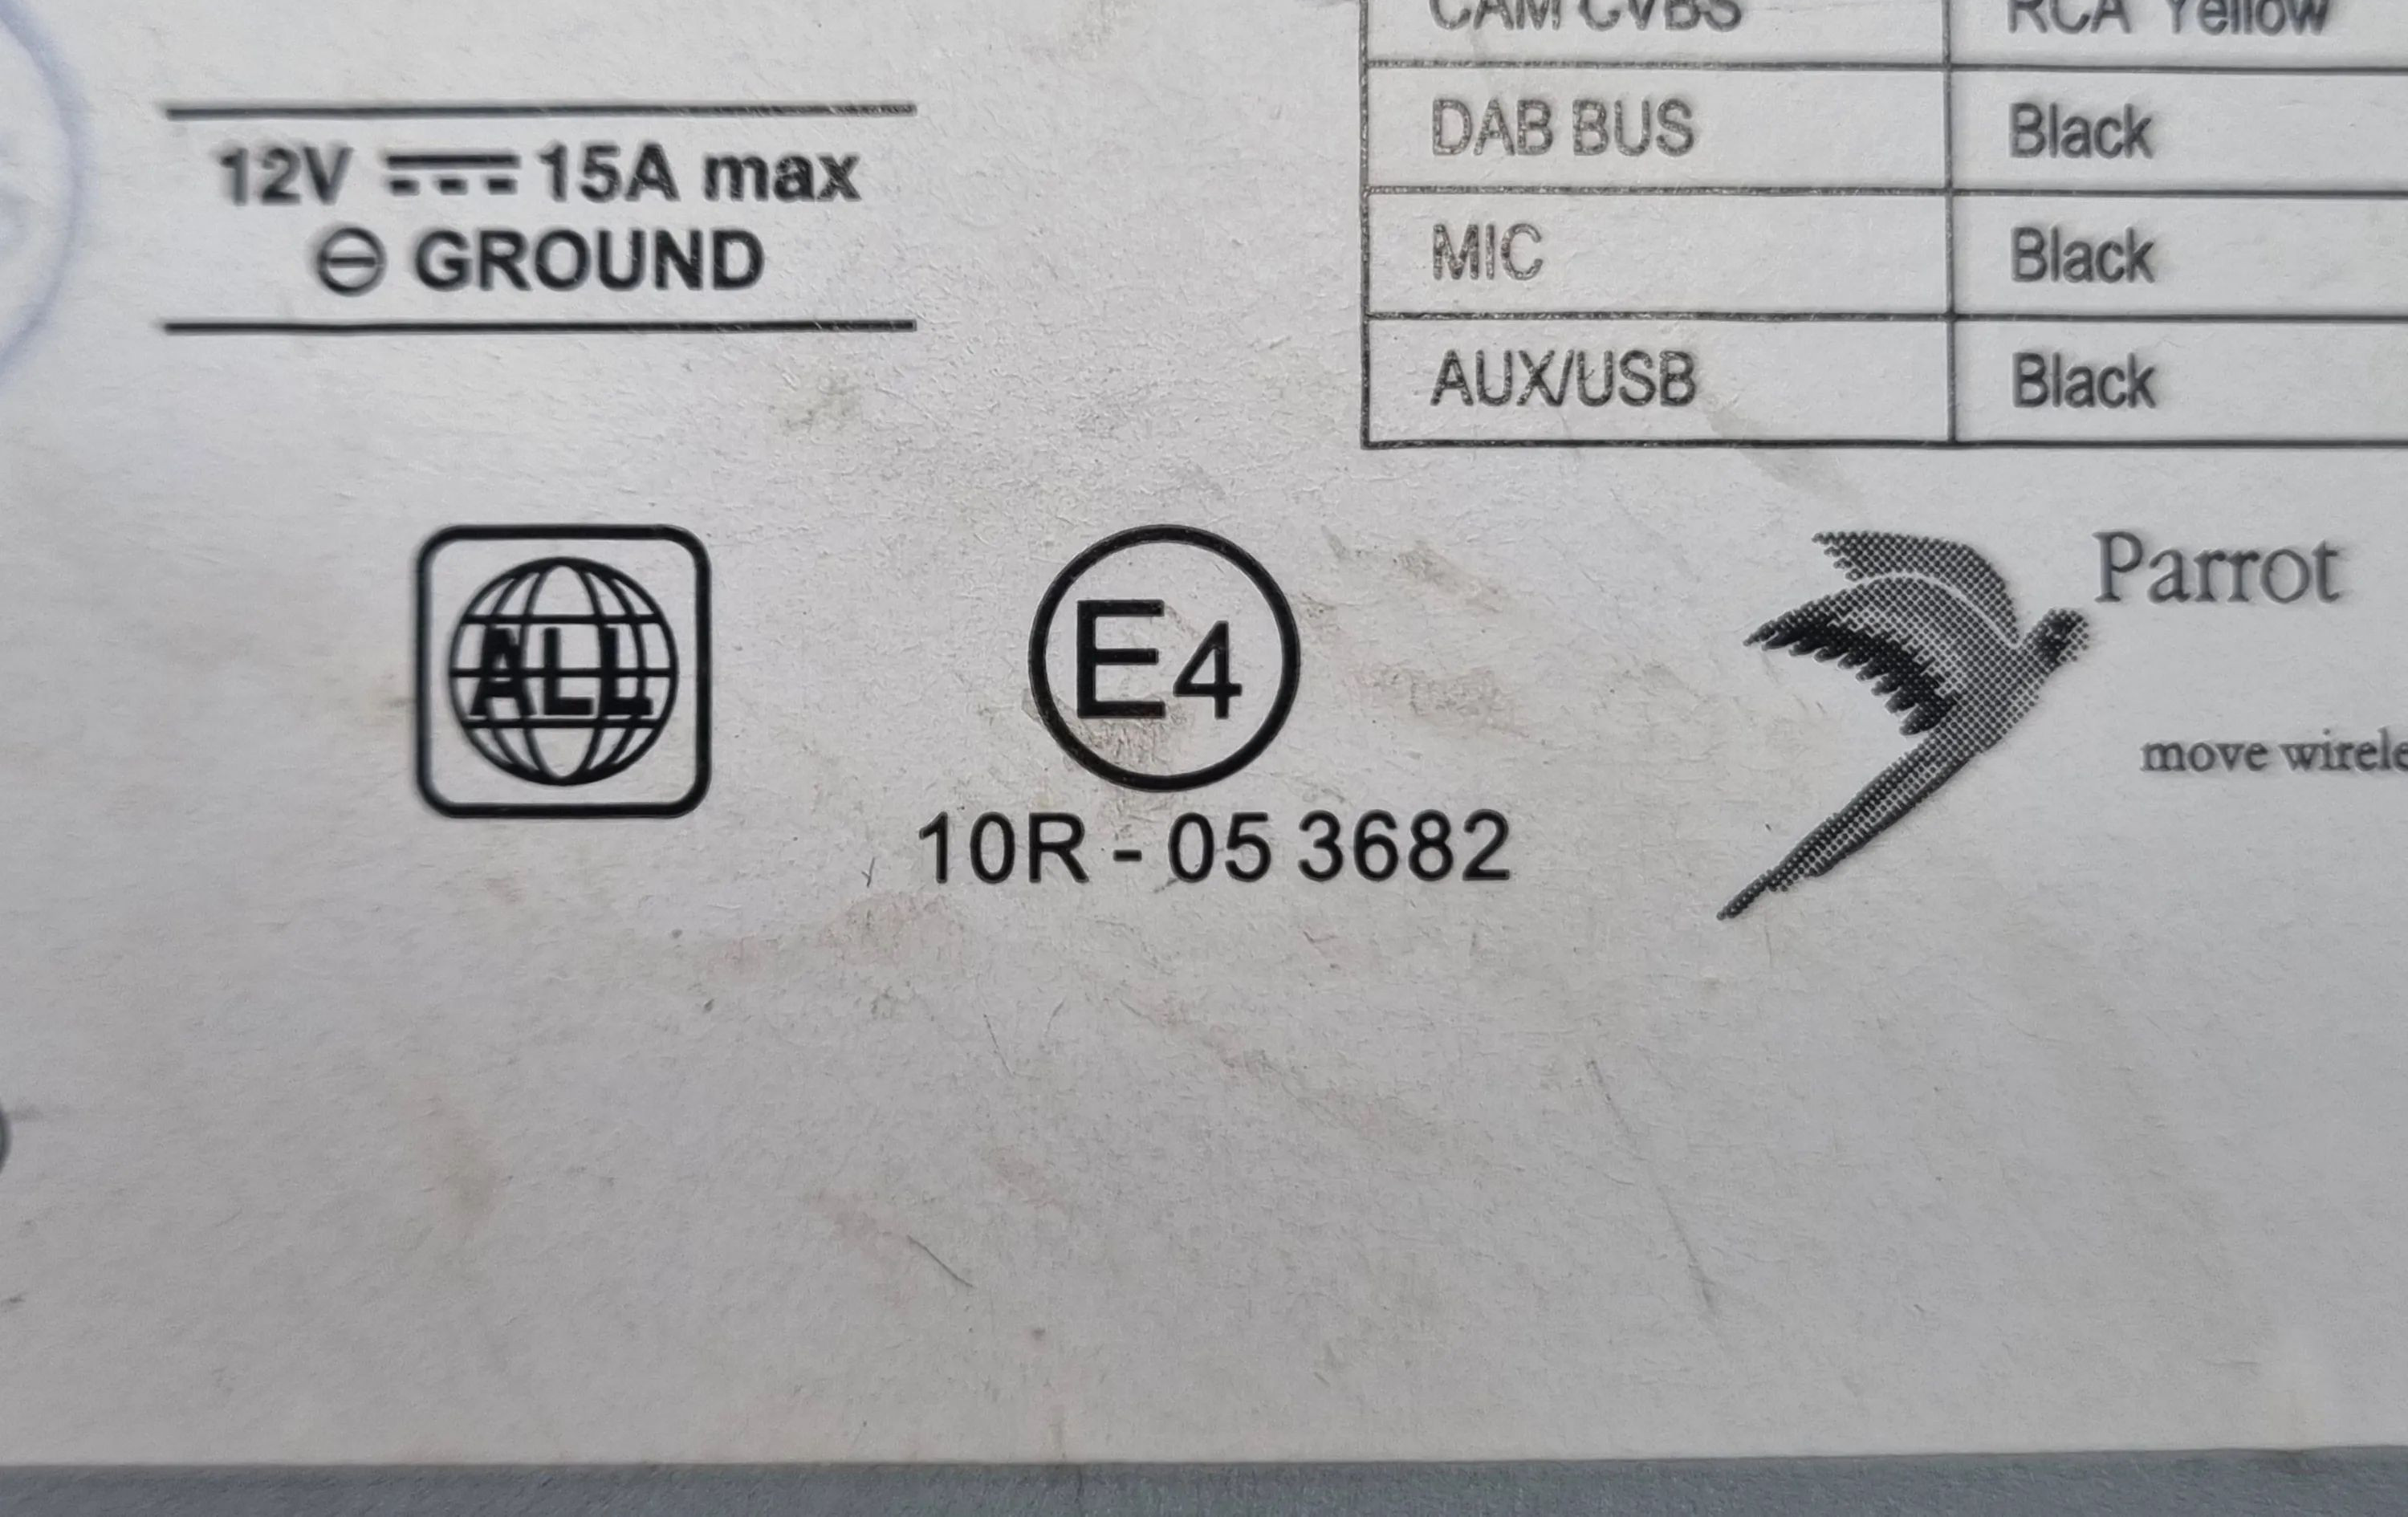 12V 15A max
GROUND
CAM CVBS RCA Yellow
DAB BUS Black
MIC Black
AUX/USB Black
ALL
E4
10R - 05 3682
Parrot
move